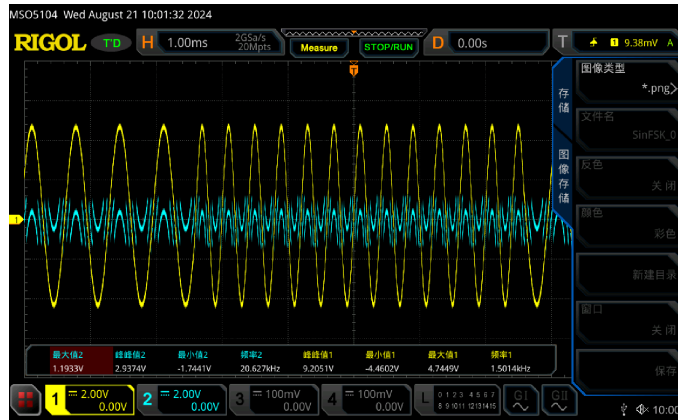 MSO5104 Wed August 21 10:01:32 2024
RIGOL T'D H 1.00ms 2GSa/s 20Mpts Measure STOP/RUN D 0.00s T 1 9.38mV A
T
图像类型
*.png
存储
文件名
SinFSK_0
图像存储
反色
关闭
颜色
彩色
新建目录
窗口
关闭
保存
1
最大值2 峰峰值2 最小值2 频率2 峰峰值1 最小值1 最大值1 频率1
1.1933V 2.9374V -1.7441V 20.627kHz 9.2051V -4.4602V 4.7449V 1.5014kHz
1 2.00V 0.00V 2 2.00V 0.00V 3 100mV 0.00V 4 100mV 0.00V L 0 1 2 3 4 5 6 7 8 9 10 11 12 13 14 15 GI GII
10:00